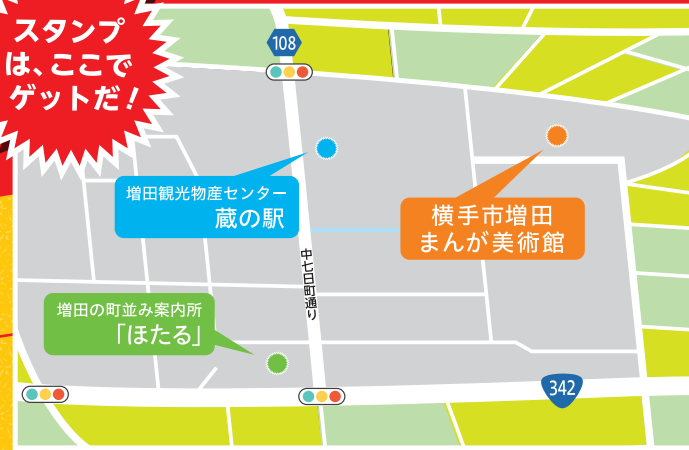 スタンプ
は、ここで
ゲットだ！
108
増田観光物産センター
蔵の駅
横手市増田
まんが美術館
中七日町通り
増田の町並み案内所
「ほたる」
342